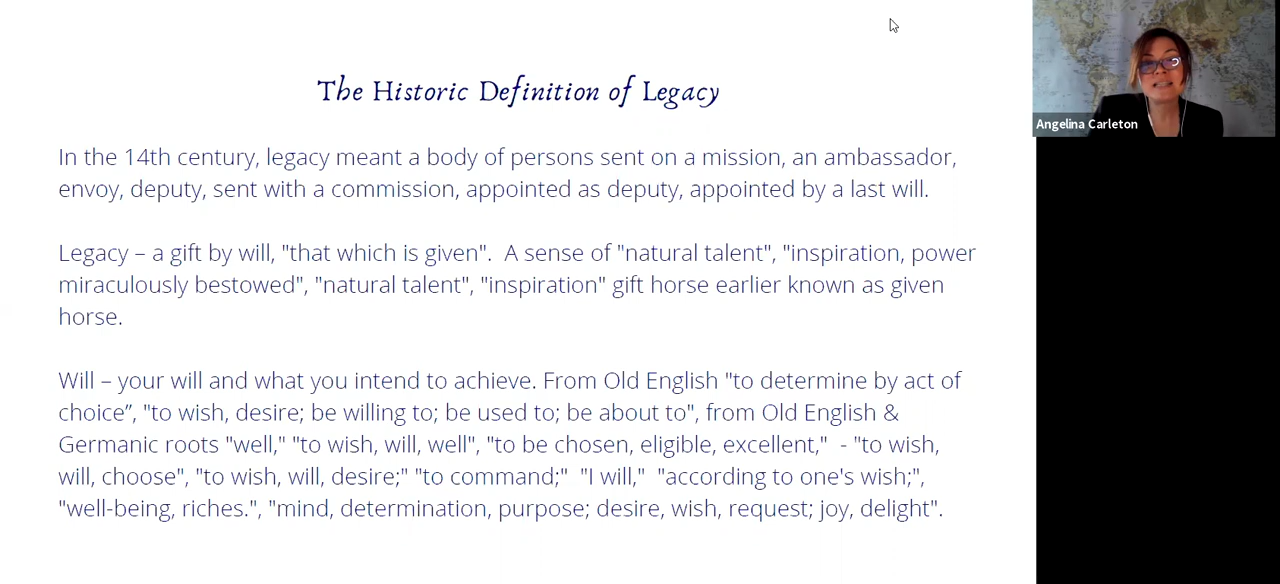 The Historic Definition of Legacy
In the 14th century, legacy meant a body of persons sent on a mission, an ambassador,
envoy, deputy, sent with a commission, appointed as deputy, appointed by a last will.
Legacy – a gift by will, "that which is given".  A sense of "natural talent", "inspiration, power
miraculously bestowed", "natural talent", "inspiration" gift horse earlier known as given
horse.
Will – your will and what you intend to achieve. From Old English "to determine by act of
choice”, "to wish, desire; be willing to; be used to; be about to", from Old English &
Germanic roots "well," "to wish, will, well", "to be chosen, eligible, excellent,"  - "to wish,
will, choose", "to wish, will, desire;" "to command;"  "I will,"  "according to one's wish;",
"well-being, riches.", "mind, determination, purpose; desire, wish, request; joy, delight".
Angelina Carleton